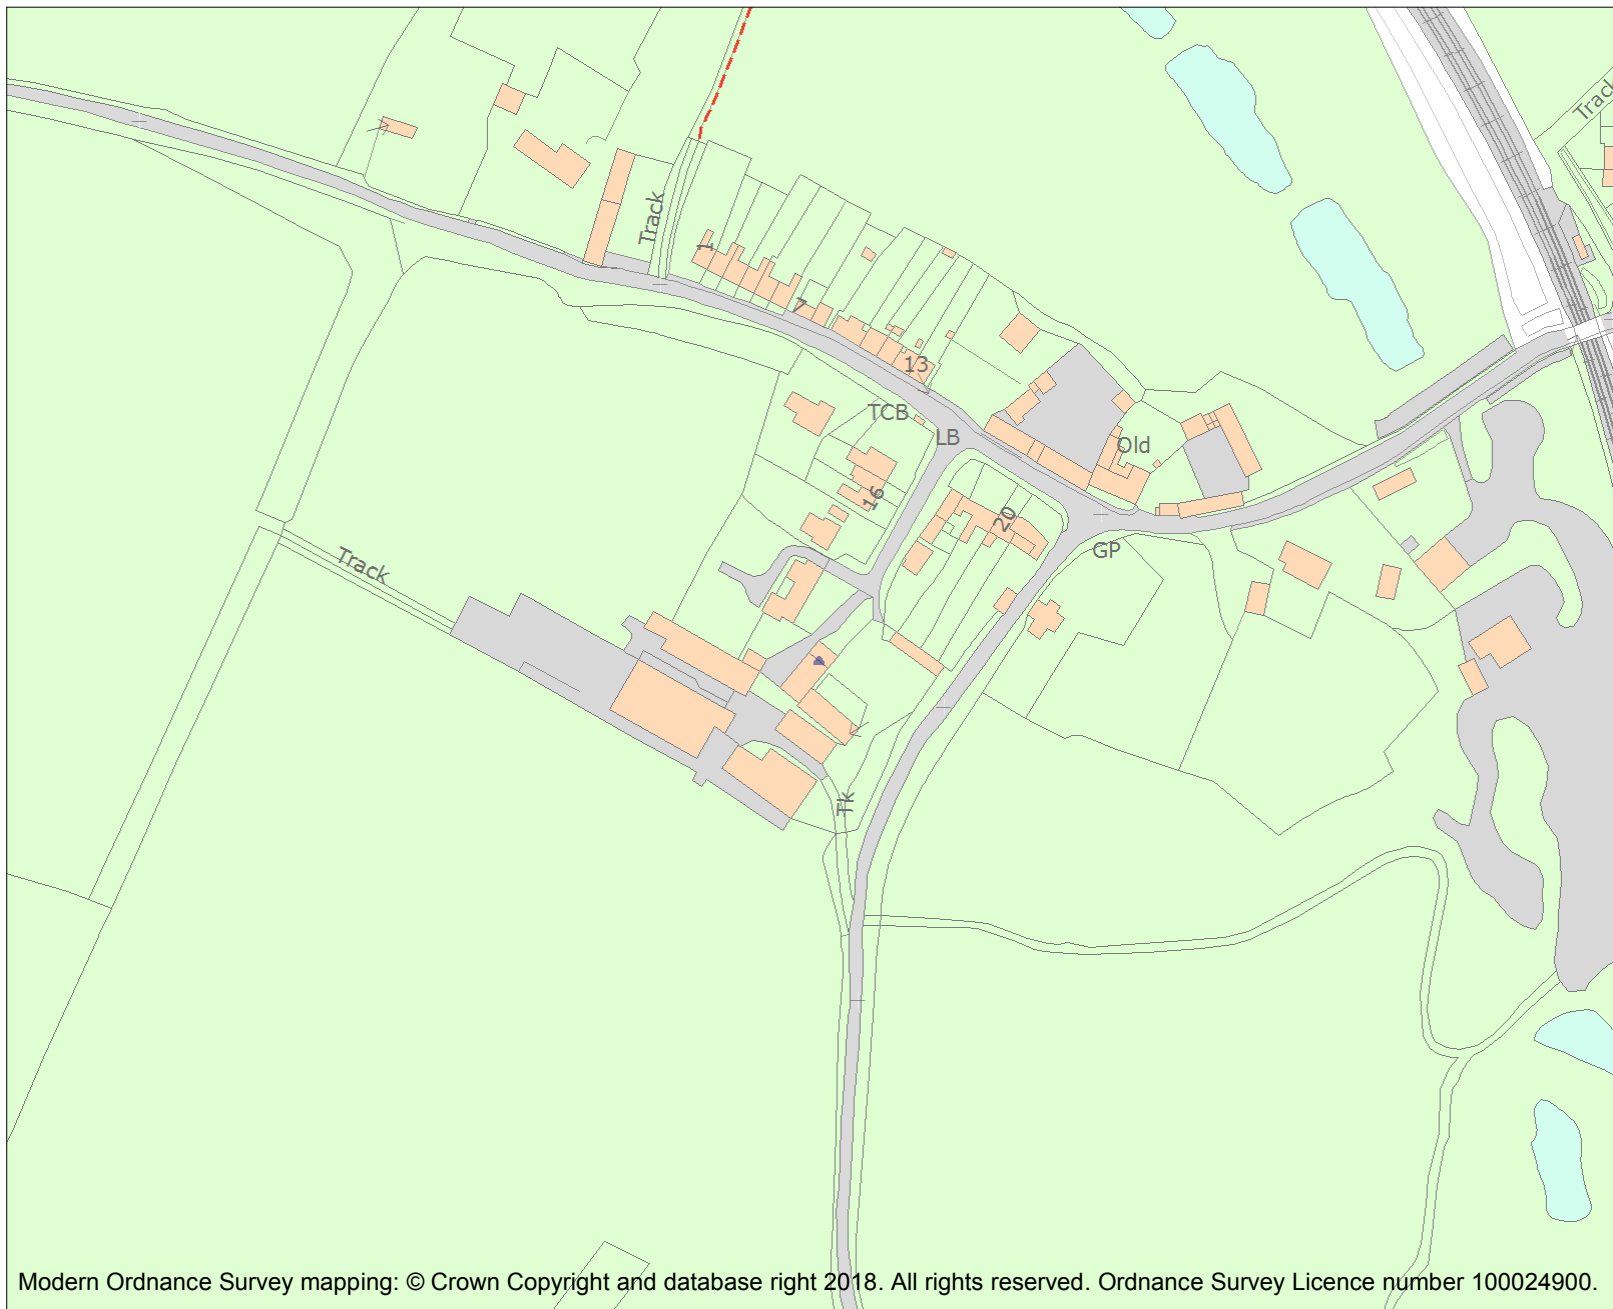 Track
Track
1
7
13
TCB
LB
Old
16
20
GP
Track
Tk
Modern Ordnance Survey mapping: © Crown Copyright and database right 2018. All rights reserved. Ordnance Survey Licence number 100024900.